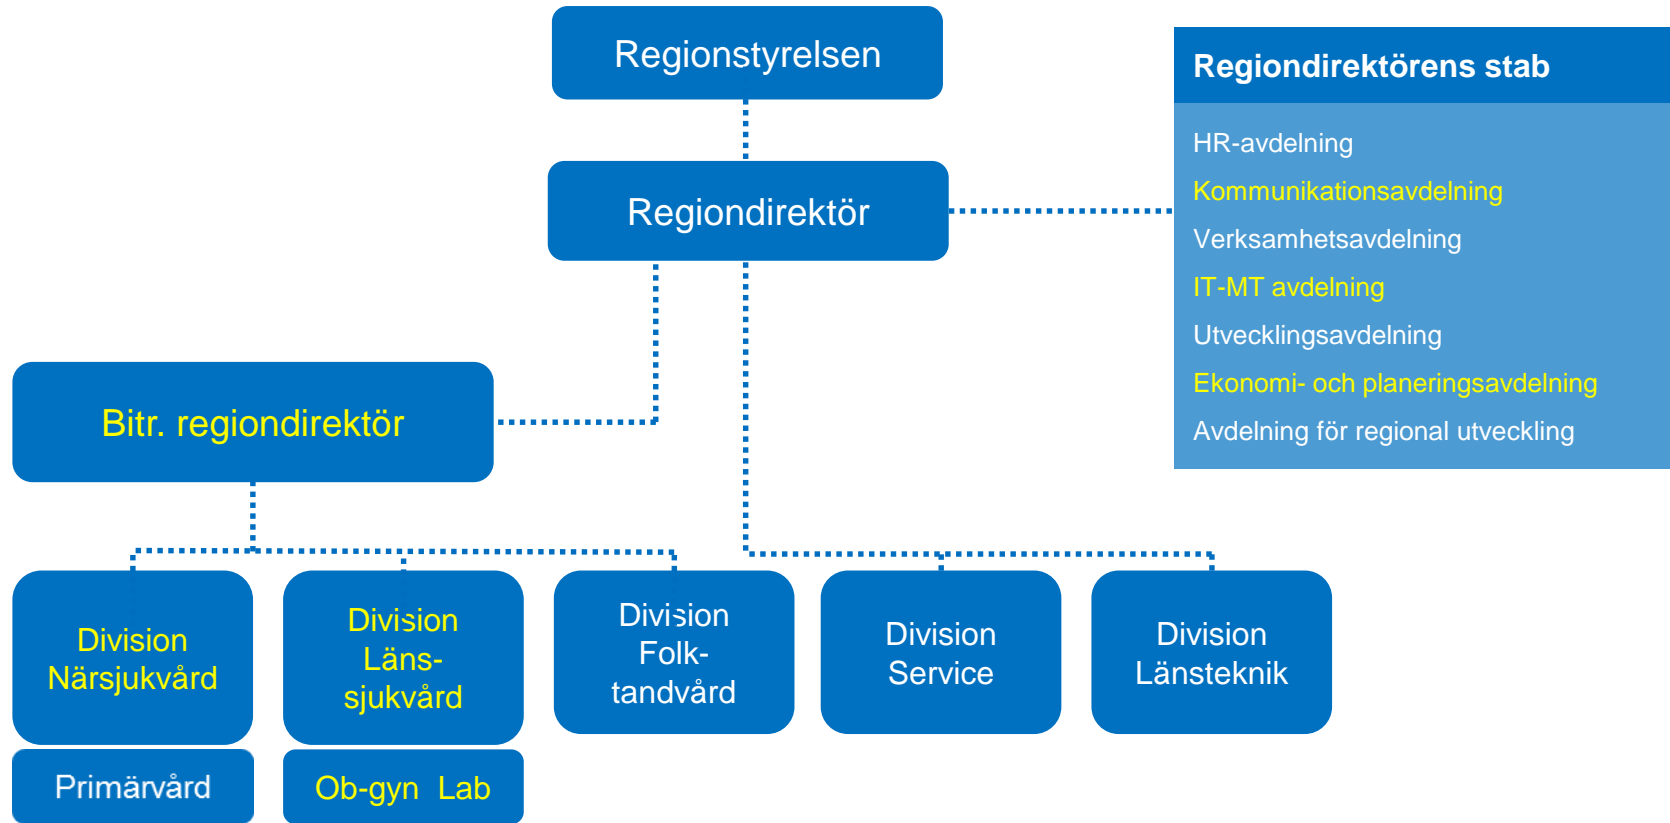 Regionstyrelsen
Regiondirektör
Regiondirektörens stab
HR-avdelning
Kommunikationsavdelning
Verksamhetsavdelning
IT-MT avdelning
Utvecklingsavdelning
Ekonomi- och planeringsavdelning
Avdelning för regional utveckling
Bitr. regiondirektör
Division
Närsjukvård
Division
Läns-
sjukvård
Division
Folk-
tandvård
Division
Service
Division
Länsteknik
Primärvård
Ob-gyn Lab